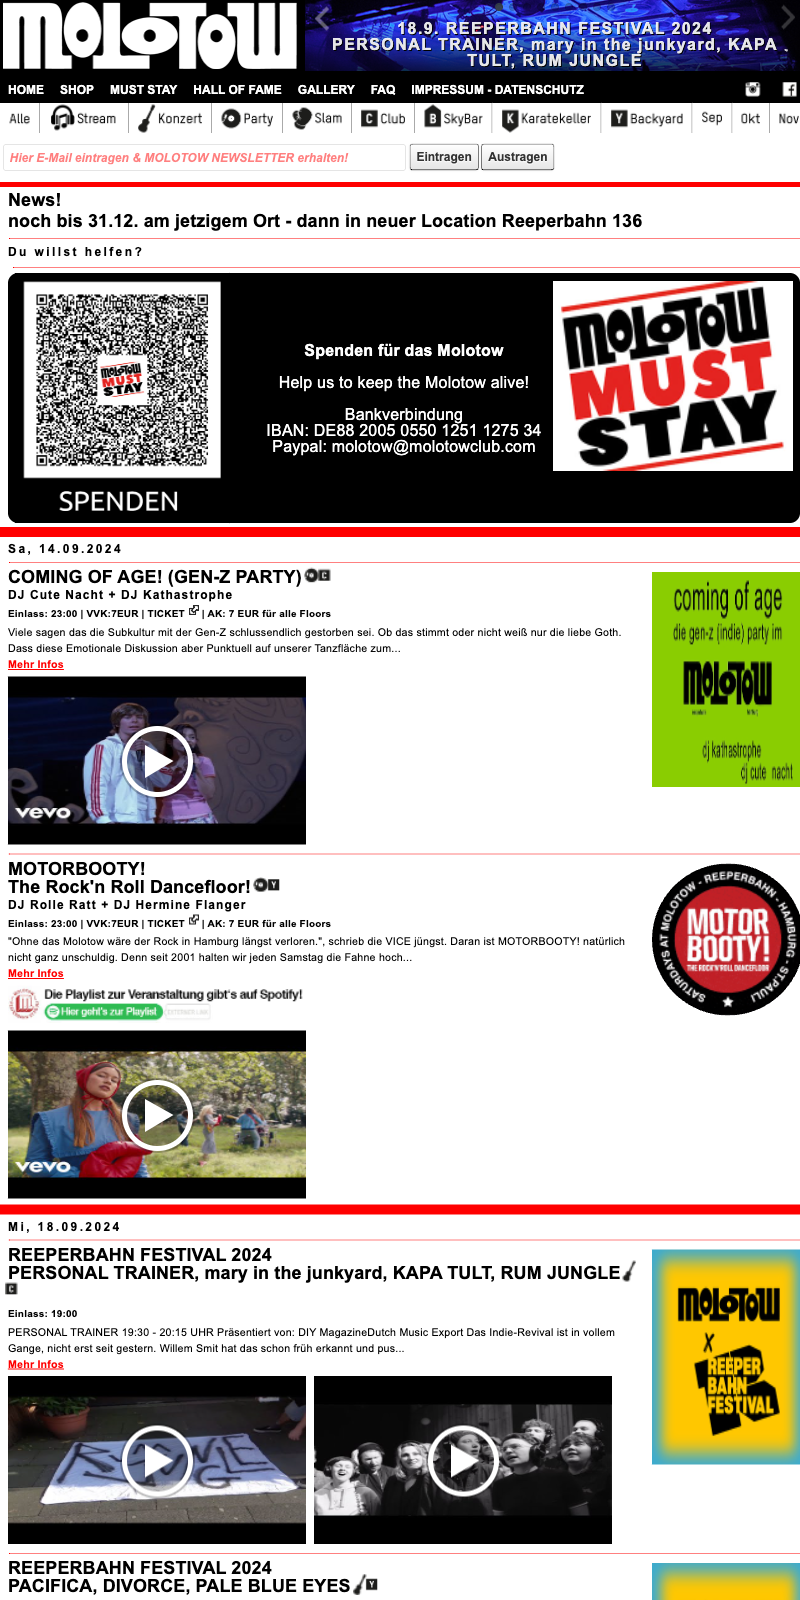 MOLOTOW
18.9. REEPERBAHN FESTIVAL 2024
PERSONAL TRAINER, mary in the junkyard, KAPA
TULT, RUM JUNGLE
HOME SHOP MUST STAY HALL OF FAME GALLERY FAQ IMPRESSUM - DATENSCHUTZ
Alle Stream Konzert Party Slam C Club B SkyBar K Karatekeller Y Backyard Sep Okt Nov
Hier E-Mail eintragen & MOLOTOW NEWSLETTER erhalten! Eintragen Austragen
News!
noch bis 31.12. am jetzigem Ort - dann in neuer Location Reeperbahn 136
Du willst helfen?
MOLOTOW
MUST
STAY
SPENDEN
Spenden für das Molotow
Help us to keep the Molotow alive!
Bankverbindung
IBAN: DE88 2005 0550 1251 1275 34
Paypal: molotow@molotowclub.com
MOLOTOW
MUST
STAY
Sa, 14.09.2024
COMING OF AGE! (GEN-Z PARTY) C
DJ Cute Nacht + DJ Kathastrophe
Einlass: 23:00 | VVK:7EUR | TICKET | AK: 7 EUR für alle Floors
Viele sagen das die Subkultur mit der Gen-Z schlussendlich gestorben sei. Ob das stimmt oder nicht weiß nur die liebe Goth.
Dass diese Emotionale Diskussion aber Punktuell auf unserer Tanzfläche zum...
Mehr Infos
vevo
coming of age
die gen-z (indie) party im
MOLOTOW
dj kathastrophe
dj cute nacht
MOTORBOOTY!
The Rock'n Roll Dancefloor! Y
DJ Rolle Ratt + DJ Hermine Flanger
Einlass: 23:00 | VVK:7EUR | TICKET | AK: 7 EUR für alle Floors
"Ohne das Molotow wäre der Rock in Hamburg längst verloren.", schrieb die VICE jüngst. Daran ist MOTORBOOTY! natürlich
nicht ganz unschuldig. Denn seit 2001 halten wir jeden Samstag die Fahne hoch...
Mehr Infos
Die Playlist zur Veranstaltung gibt's auf Spotify!
Hier geht's zur Playlist EXTERNER LINK
vevo
SATURDAYS AT MOLOTOW - REEPERBAHN - HAMBURG - ST.PAULI
MOTOR
BOOTY!
THE ROCK'N'ROLL DANCEFLOOR
Mi, 18.09.2024
REEPERBAHN FESTIVAL 2024
PERSONAL TRAINER, mary in the junkyard, KAPA TULT, RUM JUNGLE
C
Einlass: 19:00
PERSONAL TRAINER 19:30 - 20:15 UHR Präsentiert von: DIY MagazineDutch Music Export Das Indie-Revival ist in vollem
Gange, nicht erst seit gestern. Willem Smit hat das schon früh erkannt und pus...
Mehr Infos
MOLOTOW
X
REEPER
BAHN
FESTIVAL
REEPERBAHN FESTIVAL 2024
PACIFICA, DIVORCE, PALE BLUE EYES Y